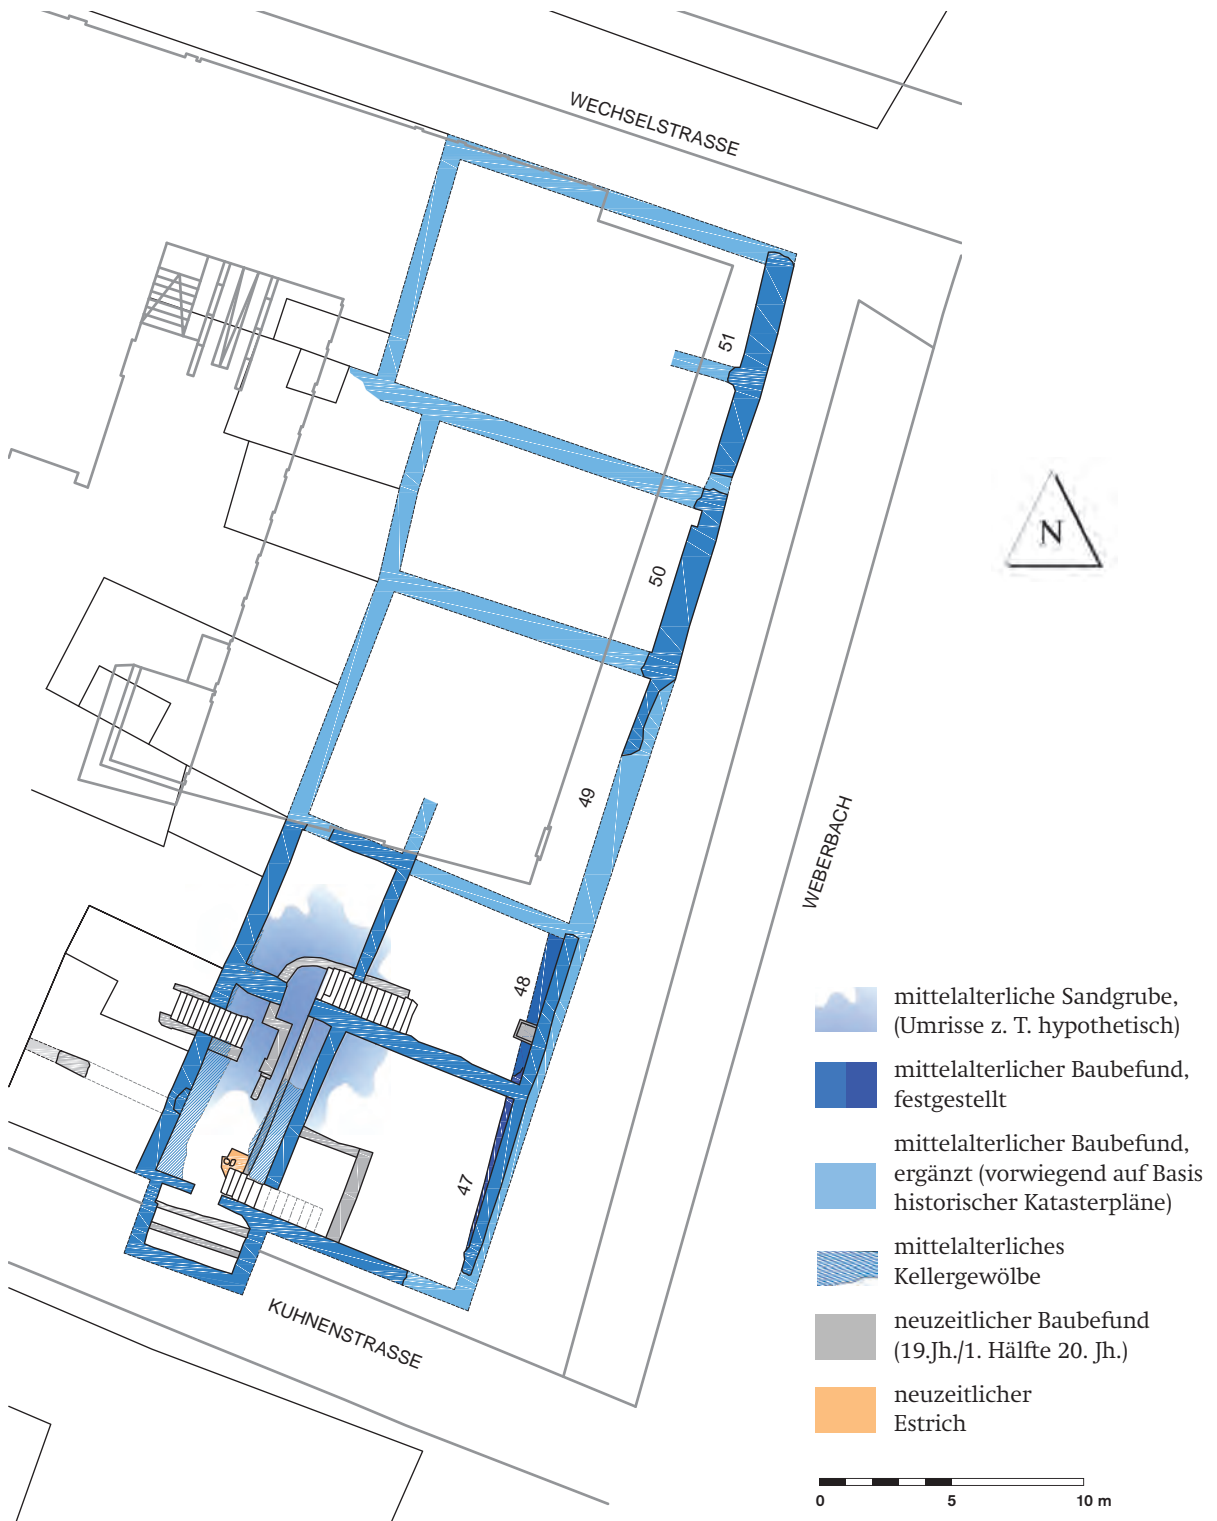 WECHSELSTRASSE
51
N
50
49
WEBERBACH
48
8
47
KUHNENSTRASSE
mittelalterliche Sandgrube,
(Umrisse z. T. hypothetisch)
mittelalterlicher Baubefund,
festgestellt
mittelalterlicher Baubefund,
ergänzt (vorwiegend auf Basis
historischer Katasterpläne)
mittelalterliches
Kellergewölbe
neuzeitlicher Baubefund
(19.Jh./1. Hälfte 20. Jh.)
neuzeitlicher
Estrich
0 5 10 m